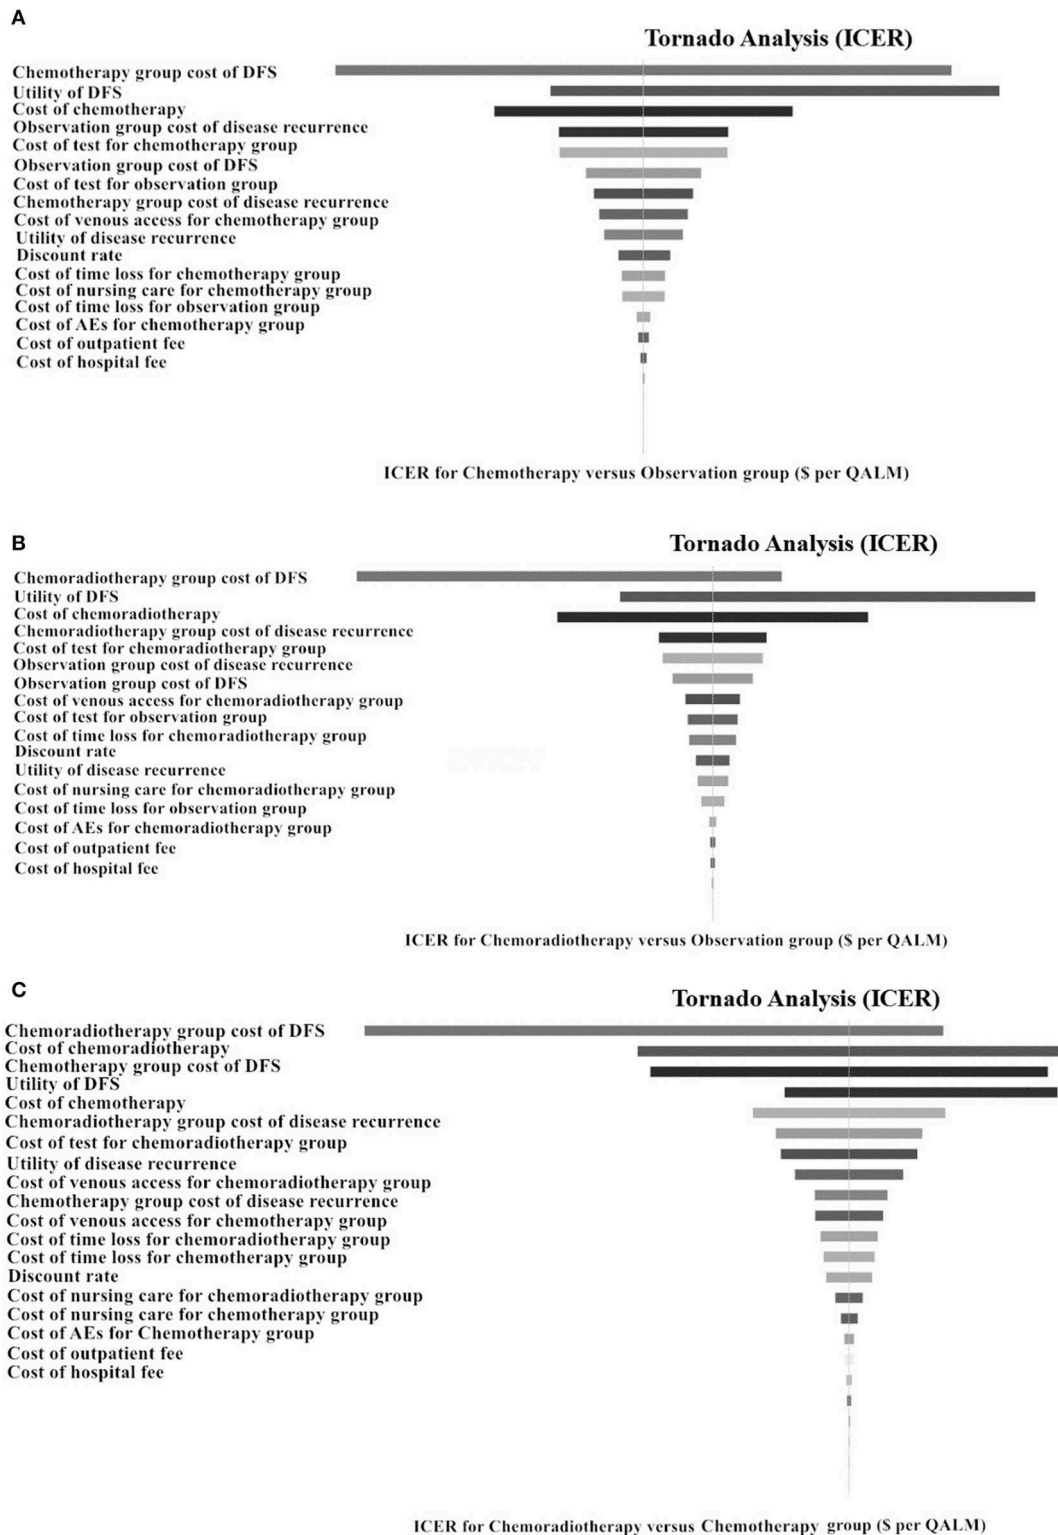 A
Tornado Analysis (ICER)
Chemotherapy group cost of DFS
Utility of DFS
Cost of chemotherapy
Observation group cost of disease recurrence
Cost of test for chemotherapy group
Observation group cost of DFS
Cost of test for observation group
Chemotherapy group cost of disease recurrence
Cost of venous access for chemotherapy group
Utility of disease recurrence
Discount rate
Cost of time loss for chemotherapy group
Cost of nursing care for chemotherapy group
Cost of time loss for observation group
Cost of AEs for chemotherapy group
Cost of outpatient fee
Cost of hospital fee
ICER for Chemotherapy versus Observation group ($ per QALM)
B
Tornado Analysis (ICER)
Chemoradiotherapy group cost of DFS
Utility of DFS
Cost of chemoradiotherapy
Chemoradiotherapy group cost of disease recurrence
Cost of test for chemoradiotherapy group
Observation group cost of disease recurrence
Observation group cost of DFS
Cost of venous access for chemoradiotherapy group
Cost of test for observation group
Cost of time loss for chemoradiotherapy group
Discount rate
Utility of disease recurrence
Cost of nursing care for chemoradiotherapy group
Cost of time loss for observation group
Cost of AEs for chemoradiotherapy group
Cost of outpatient fee
Cost of hospital fee
ICER for Chemoradiotherapy versus Observation group ($ per QALM)
C
Tornado Analysis (ICER)
Chemoradiotherapy group cost of DFS
Cost of chemoradiotherapy
Chemotherapy group cost of DFS
Utility of DFS
Cost of chemotherapy
Chemoradiotherapy group cost of disease recurrence
Cost of test for chemoradiotherapy group
Utility of disease recurrence
Cost of venous access for chemoradiotherapy group
Chemotherapy group cost of disease recurrence
Cost of venous access for chemotherapy group
Cost of time loss for chemoradiotherapy group
Cost of time loss for chemotherapy group
Discount rate
Cost of nursing care for chemoradiotherapy group
Cost of nursing care for chemotherapy group
Cost of AEs for Chemotherapy group
Cost of outpatient fee
Cost of hospital fee
ICER for Chemoradiotherapy versus Chemotherapy group ($ per QALM)